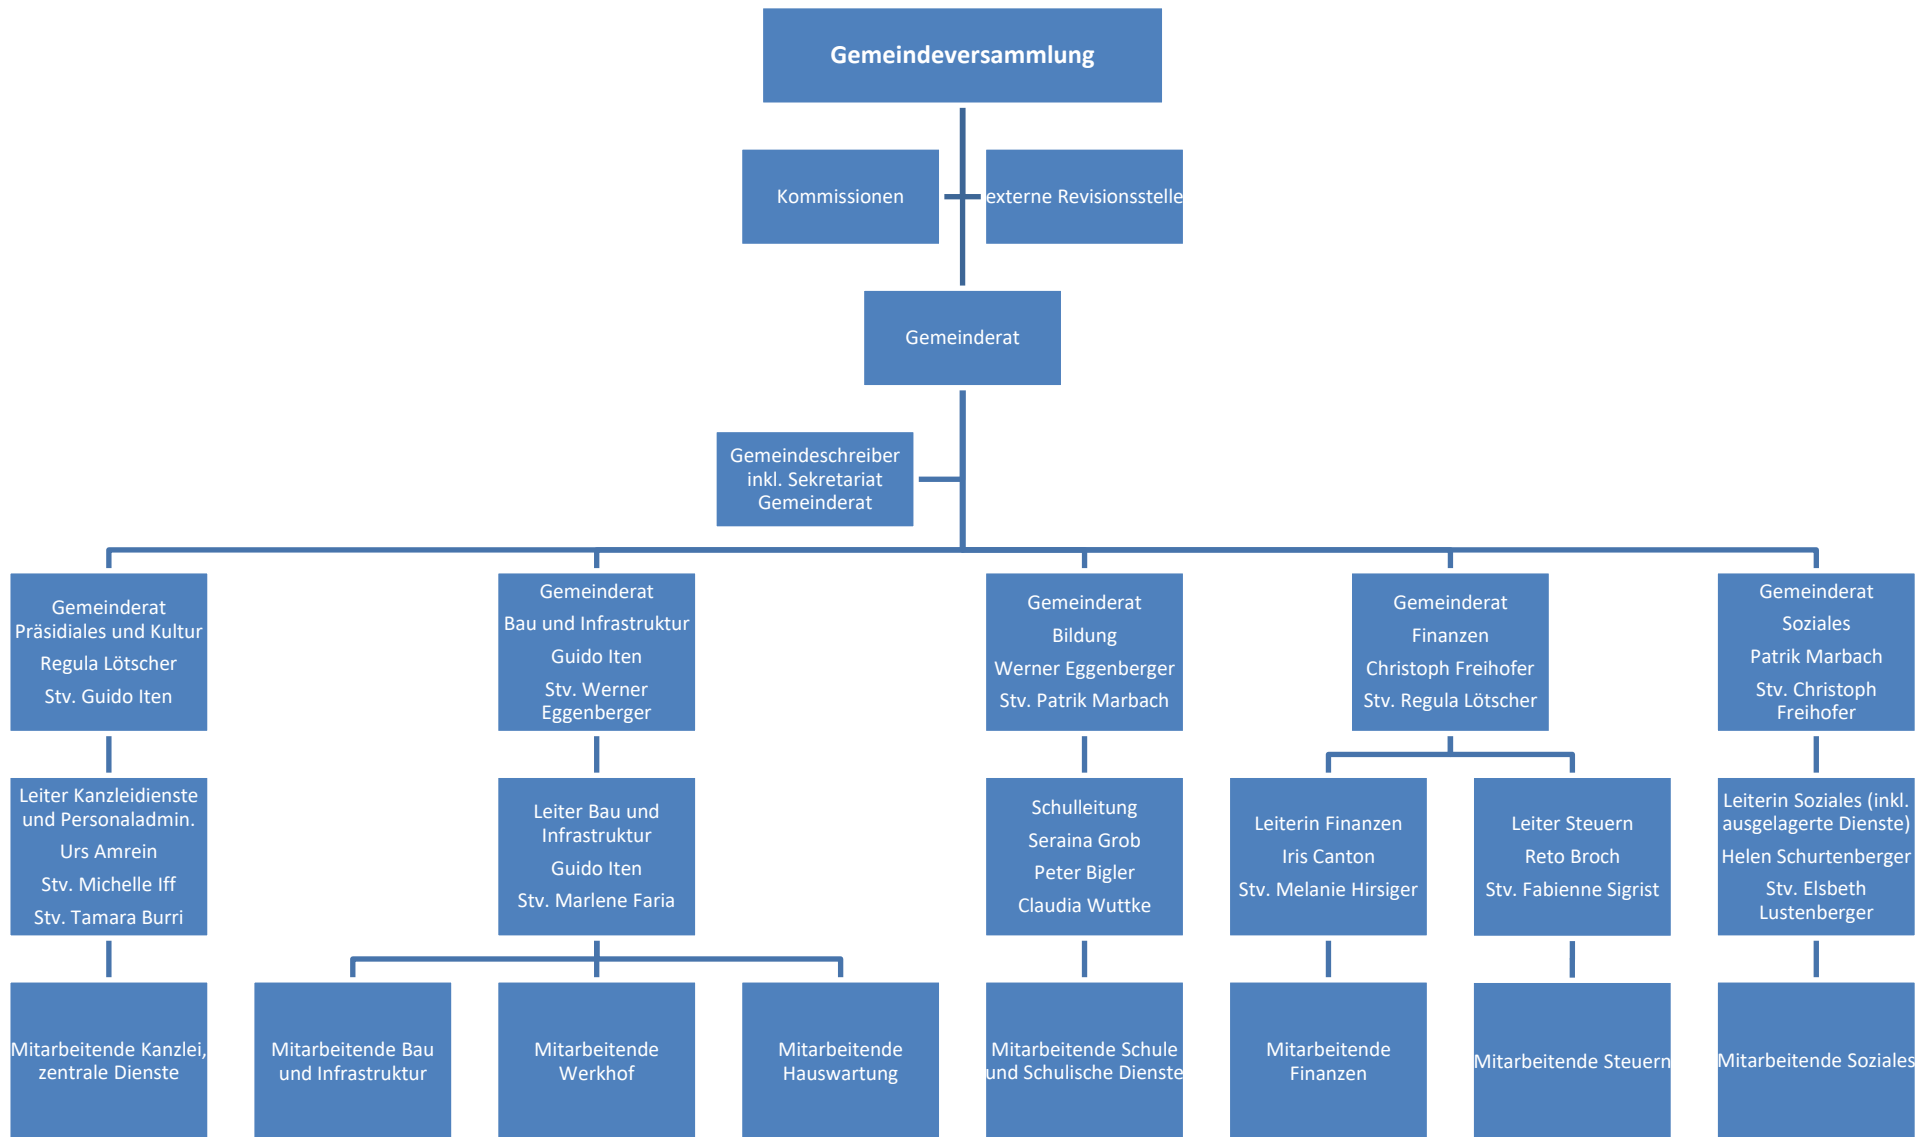 Gemeindeversammlung
Kommissionen
externe Revisionsstelle
Gemeinderat
Gemeindeschreiber
inkl. Sekretariat
Gemeinderat
Gemeinderat
Präsidiales und Kultur
Regula Lötscher
Stv. Guido Iten
Gemeinderat
Bau und Infrastruktur
Guido Iten
Stv. Werner
Eggenberger
Gemeinderat
Bildung
Werner Eggenberger
Stv. Patrik Marbach
Gemeinderat
Finanzen
Christoph Freihofer
Stv. Regula Lötscher
Gemeinderat
Soziales
Patrik Marbach
Stv. Christoph
Freihofer
Leiter Kanzleidienste
und Personaladmin.
Urs Amrein
Stv. Michelle Iff
Stv. Tamara Burri
Leiter Bau und
Infrastruktur
Guido Iten
Stv. Marlene Faria
Schulleitung
Seraina Grob
Peter Bigler
Claudia Wuttke
Leiterin Finanzen
Iris Canton
Stv. Melanie Hirsiger
Leiter Steuern
Reto Broch
Stv. Fabienne Sigrist
Leiterin Soziales (inkl.
ausgelagerte Dienste)
Helen Schurtenberger
Stv. Elsbeth
Lustenberger
Mitarbeitende Kanzlei,
zentrale Dienste
Mitarbeitende Bau
und Infrastruktur
Mitarbeitende
Werkhof
Mitarbeitende
Hauswartung
Mitarbeitende Schule
und Schulische Dienste
Mitarbeitende
Finanzen
Mitarbeitende Steuern
Mitarbeitende Soziales